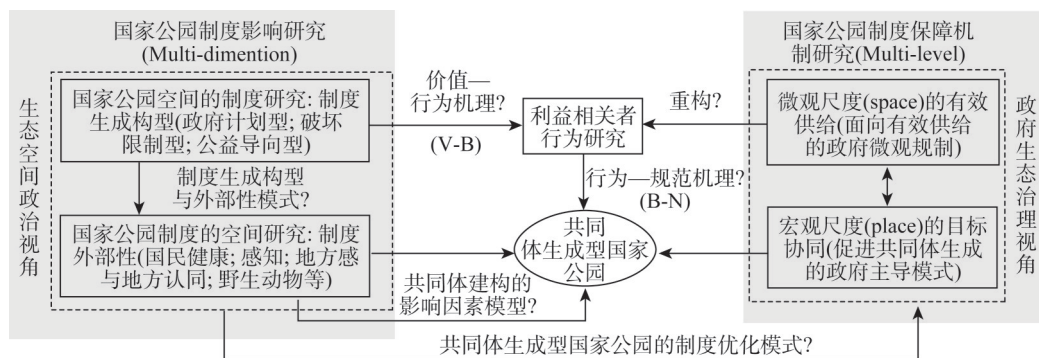 国家公园制度影响研究
(Multi-dimention)
生态空间政治视角
国家公园空间的制度研究: 制度
生成构型(政府计划型; 破坏
限制型; 公益导向型)
制度生成构型
与外部性模式?
国家公园制度的空间研究: 制度
外部性(国民健康; 感知; 地方感
与地方认同; 野生动物等)
价值—
行为机理?
(V-B)
利益相关者
行为研究
重构?
行为—规范机理?
(B-N)
共同
体生成型国家
公园
共同体建构的
影响因素模型?
国家公园制度保障机
制研究(Multi-level)
微观尺度(space)的有效
供给(面向有效供给
的政府微观规制)
宏观尺度(place)的目标
协同(促进共同体生成
的政府主导模式)
政府生态治理视角
共同体生成型国家公园的制度优化模式?